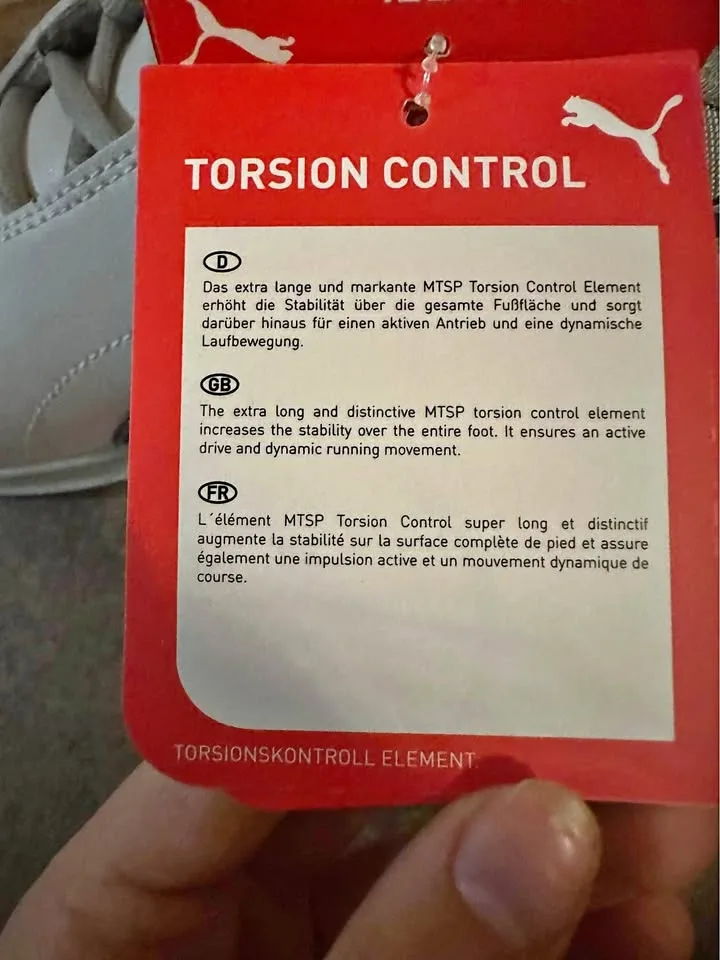 TORSION CONTROL
D
Das extra lange und markante MTSP Torsion Control Element
erhöht die Stabilität über die gesamte Fußfläche und sorgt
darüber hinaus für einen aktiven Antrieb und eine dynamische
Laufbewegung.
GB
The extra long and distinctive MTSP torsion control element
increases the stability over the entire foot. It ensures an active
drive and dynamic running movement.
FR
L´élément MTSP Torsion Control super long et distinctif
augmente la stabilité sur la surface complète de pied et assure
également une impulsion active et un mouvement dynamique de
course.
TORSIONSKONTROLL ELEMENT